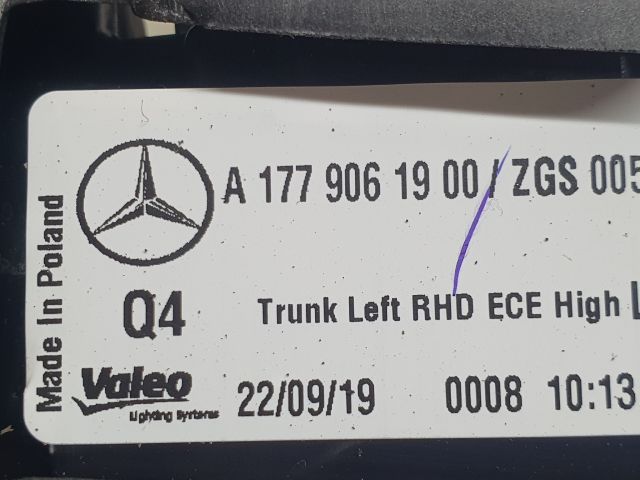 Made In Poland
A 177 906 19 00 / ZGS 005
Q4
Trunk Left RHD ECE High L
Valeo
Lighting Systems
22/09/19 0008 10:13